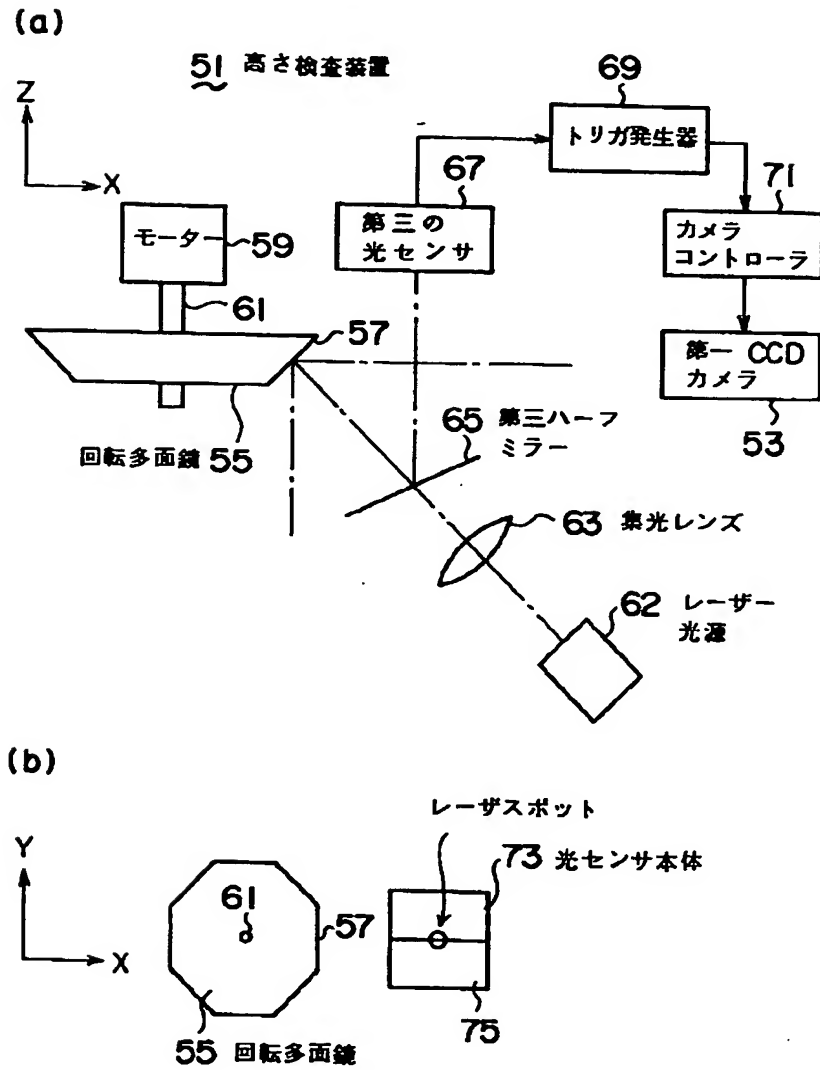 (a)
51 高さ検査装置
Z
X
69
トリガ発生器
67
第三の
光センサ
71
カメラ
コントローラ
モーター
59
61
57
第一 CCD
カメラ
53
65 第三ハーフ
ミラー
回転多面鏡 55
63 集光レンズ
62 レーザー
光源
(b)
レーザスポット
Y
73 光センサ本体
61
57
X
75
55 回転多面鏡